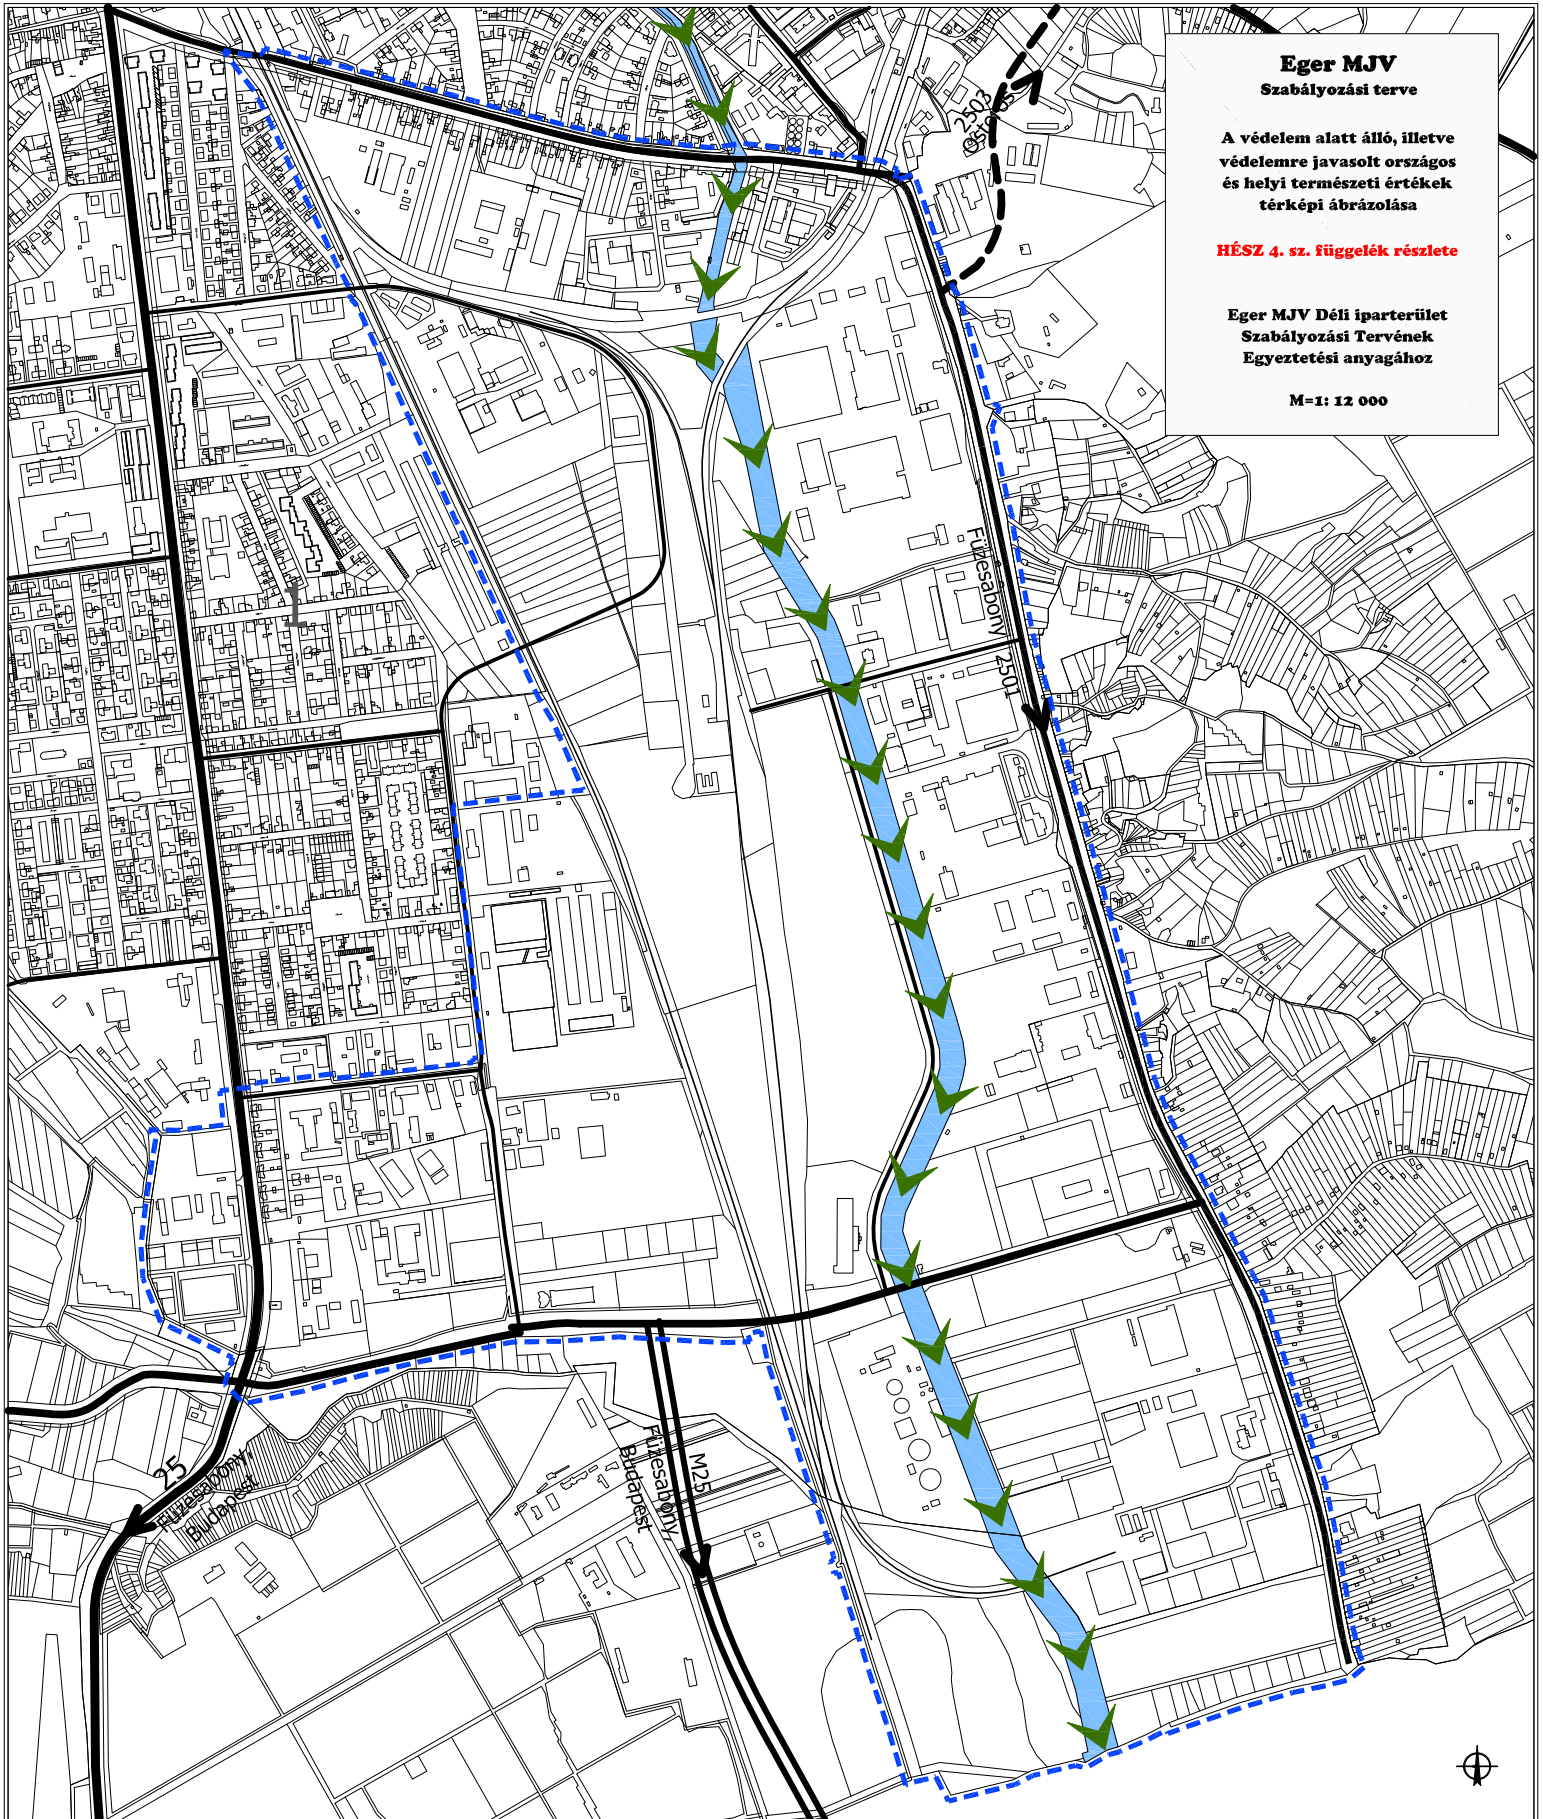 Eger MJV
Szabályozási terve
A védelem alatt álló, illetve
védelemre javasolt országos
és helyi természeti értékek
térképi ábrázolása
HÉSZ 4. sz. függelék részlete
Eger MJV Déli iparterület
Szabályozási Tervének
Egyeztetési anyagához
M=1: 12 000
2503
Ostoros
1
Füzesabony
2501
25
Füzesabony,
Budapest
M25
Füzesabony,
Budapest